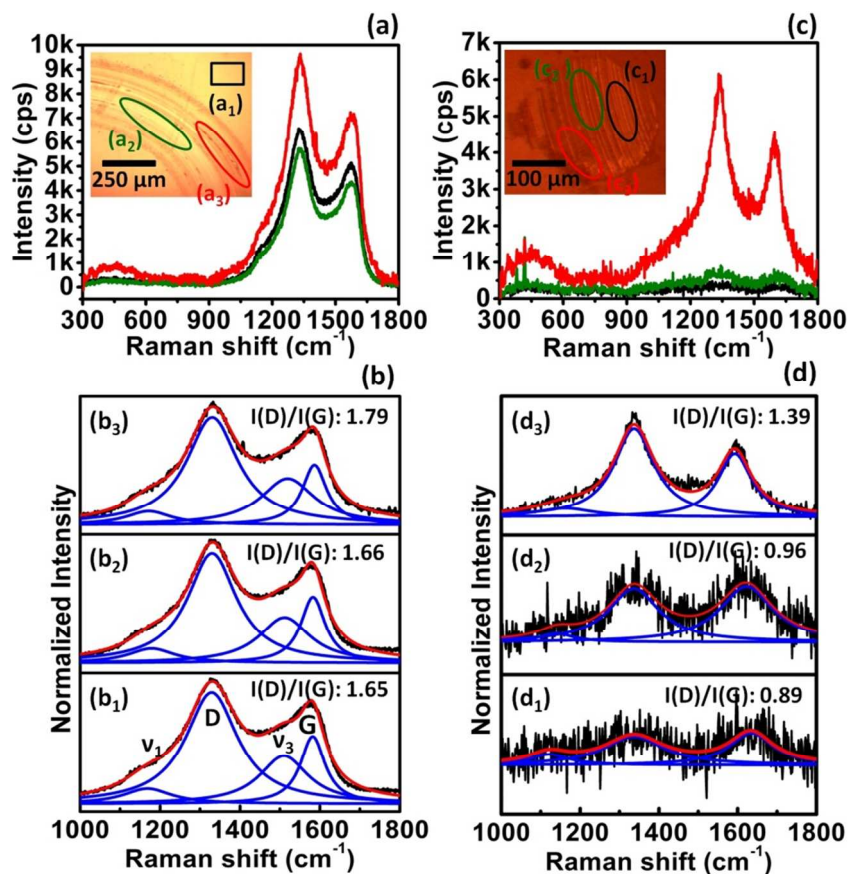 (a)
Intensity (cps)
10k
9k
8k
7k
6k
5k
4k
3k
2k
1k
0
(a₁)
(a₂)
(a₃)
250 µm
300 600 900 1200 1500 1800
Raman shift (cm⁻¹)
(c)
Intensity (cps)
7k
6k
5k
4k
3k
2k
1k
0
(c₂)
(c₁)
100 µm
300 600 900 1200 1500 1800
Raman shift (cm⁻¹)
(b)
Normalized Intensity
(b₃)
I(D)/I(G): 1.79
(b₂)
I(D)/I(G): 1.66
(b₁)
I(D)/I(G): 1.65
ν₁
D
ν₃
G
1000 1200 1400 1600 1800
Raman shift (cm⁻¹)
(d)
Normalized Intensity
(d₃)
I(D)/I(G): 1.39
(d₂)
I(D)/I(G): 0.96
(d₁)
I(D)/I(G): 0.89
1000 1200 1400 1600 1800
Raman shift (cm⁻¹)